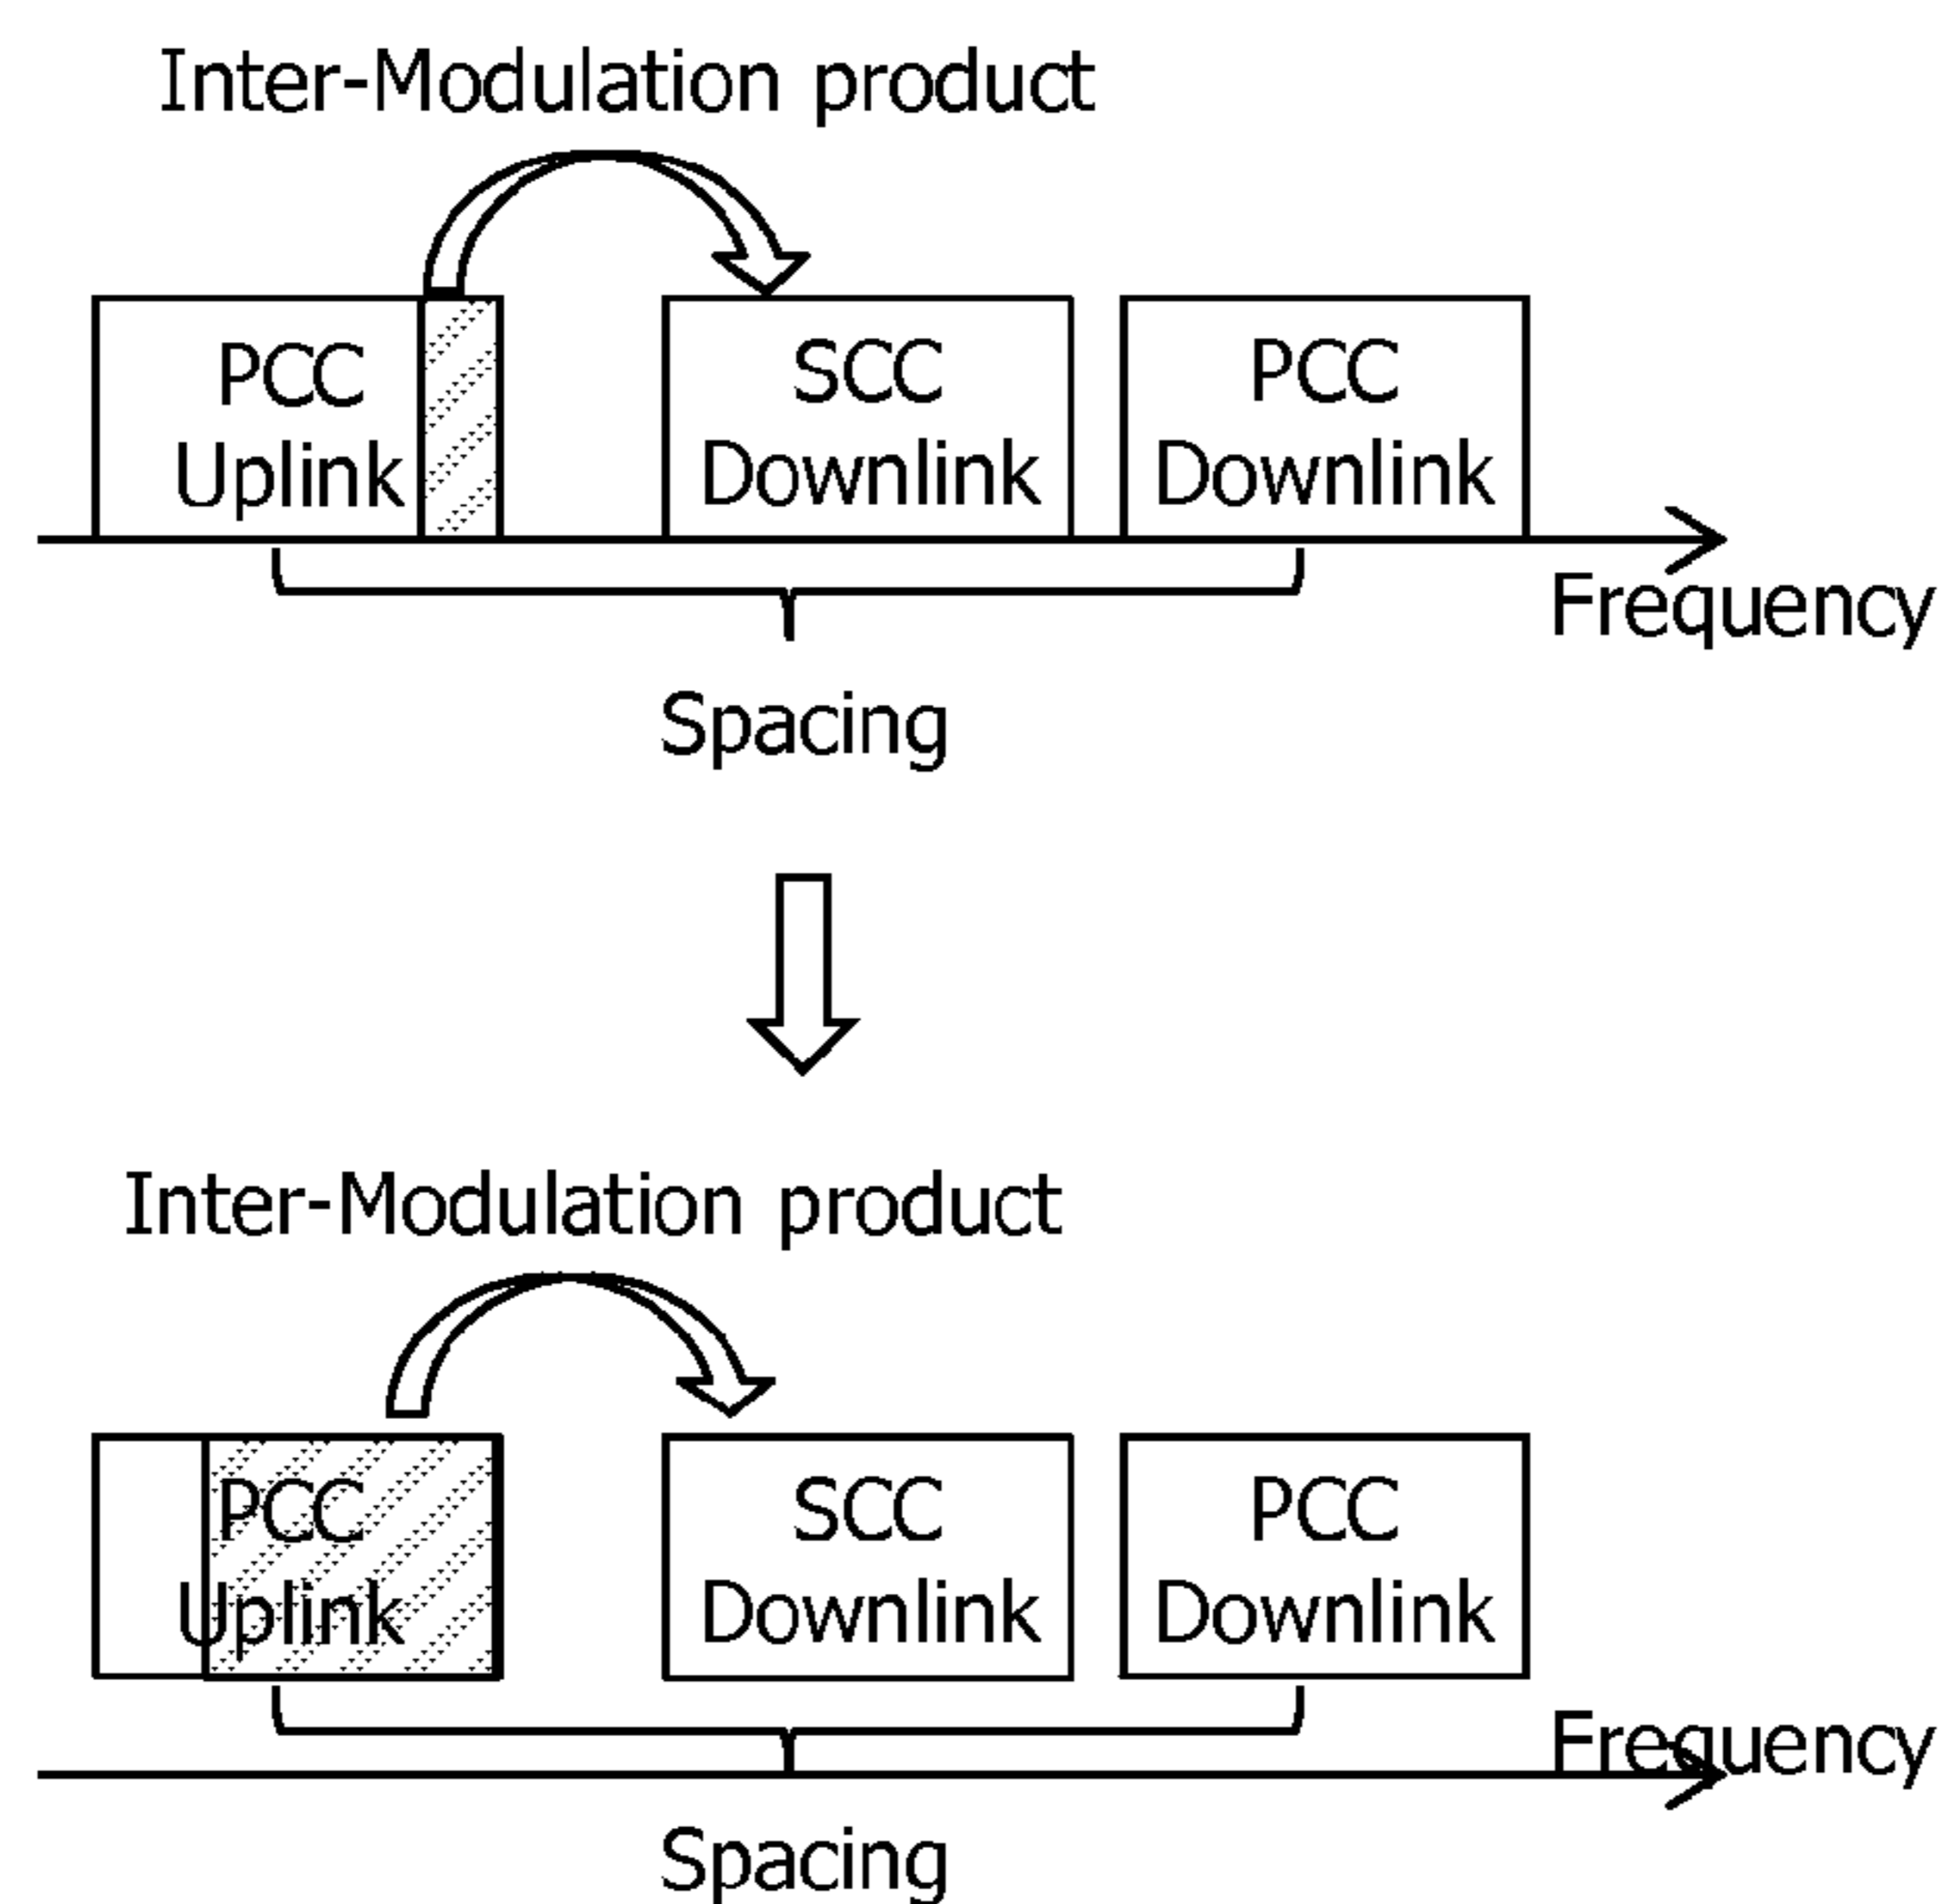 Inter-Modulation product
PCC
Uplink
SCC
Downlink
PCC
Downlink
Frequency
Spacing
Inter-Modulation product
PCC
Uplink
SCC
Downlink
PCC
Downlink
Frequency
Spacing